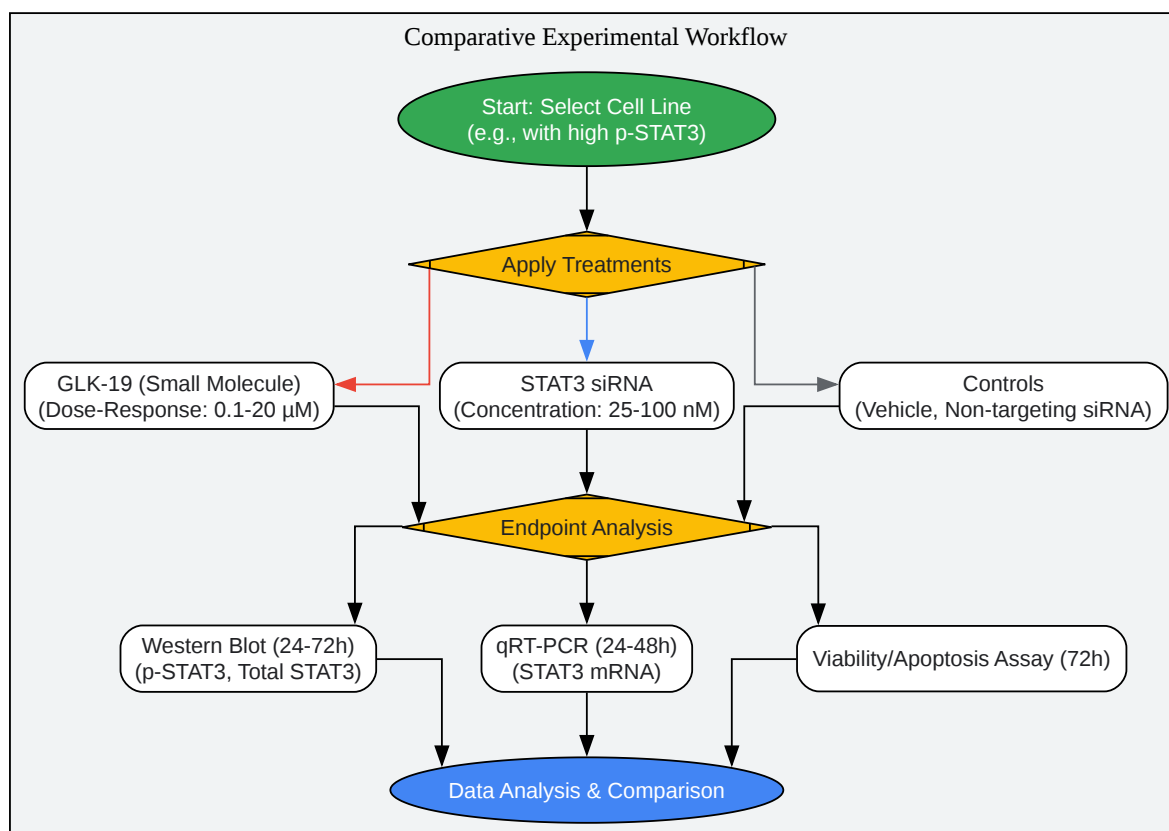 Comparative Experimental Workflow
Start: Select Cell Line
(e.g., with high p-STAT3)
Apply Treatments
GLK-19 (Small Molecule)
(Dose-Response: 0.1-20 µM)
STAT3 siRNA
(Concentration: 25-100 nM)
Controls
(Vehicle, Non-targeting siRNA)
Endpoint Analysis
Western Blot (24-72h)
(p-STAT3, Total STAT3)
qRT-PCR (24-48h)
(STAT3 mRNA)
Viability/Apoptosis Assay (72h)
Data Analysis & Comparison